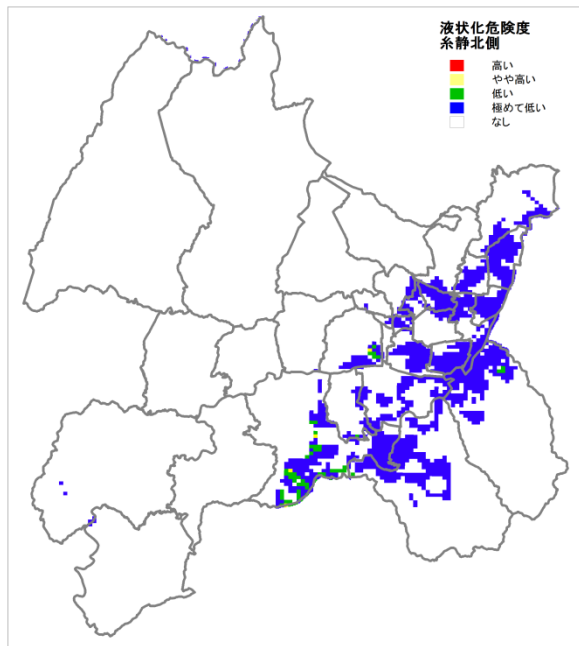 液状化危険度
糸静北側
高い
やや高い
低い
極めて低い
なし